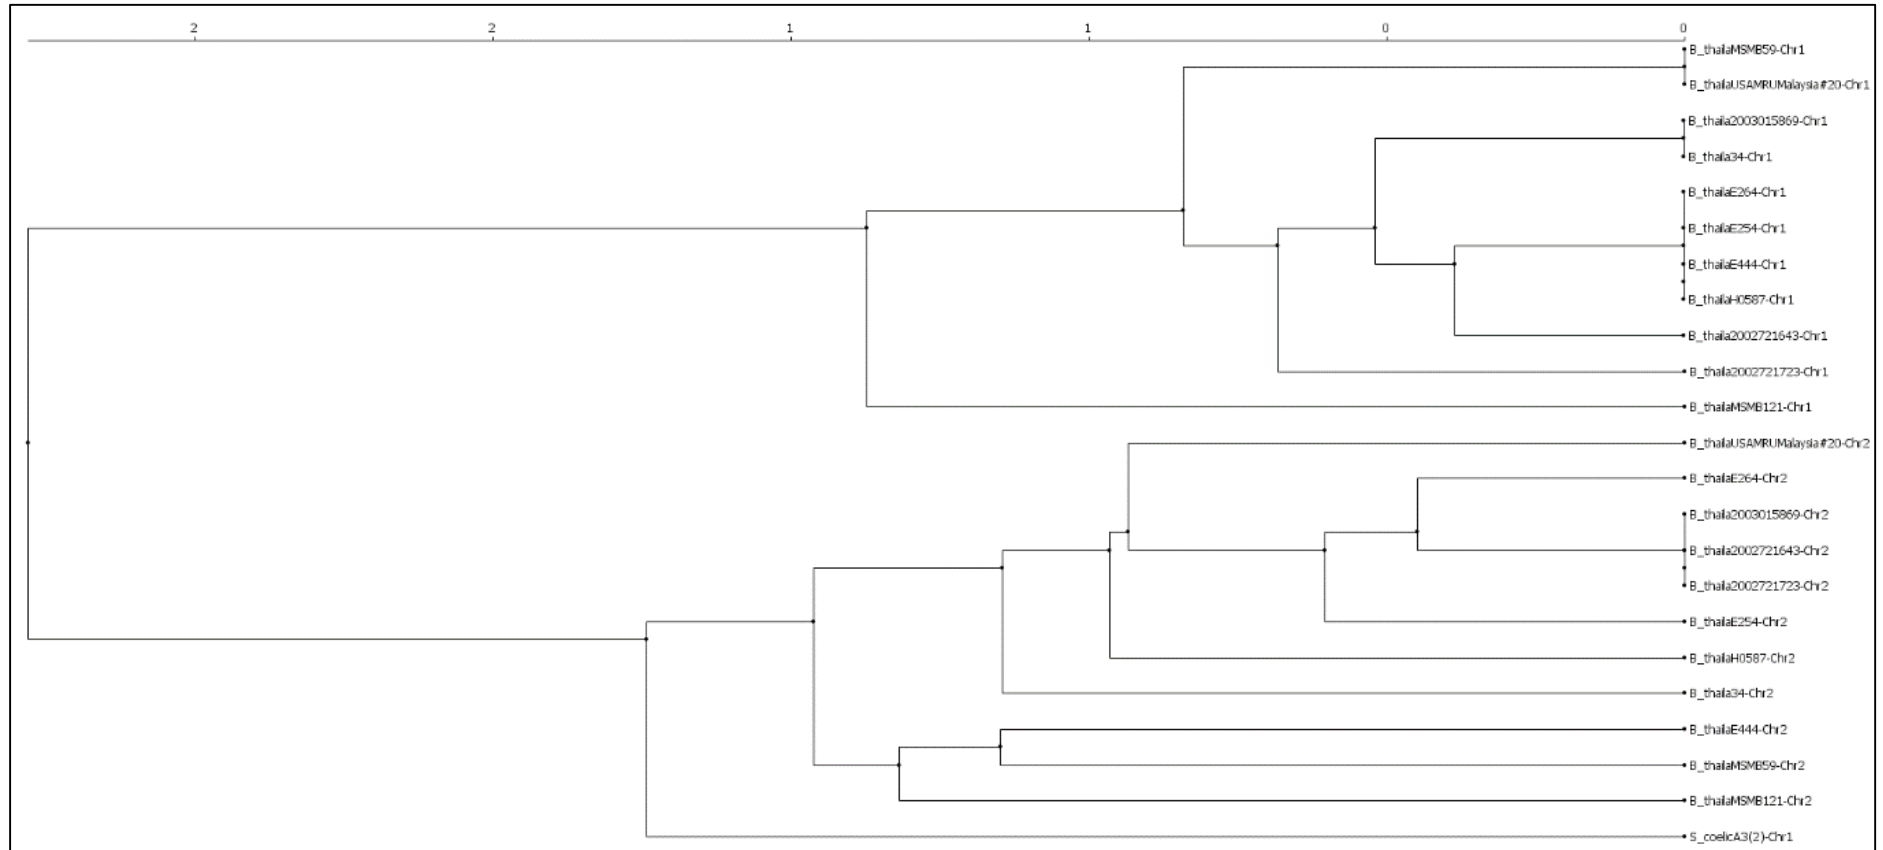 2 2 1 1 0 0
B_thailaMSMB59-Chr1
B_thailaUSAMRUMalaysia#20-Chr1
B_thaila2003015869-Chr1
B_thaila34-Chr1
B_thailaE264-Chr1
B_thailaE254-Chr1
B_thailaE444-Chr1
B_thailaH0587-Chr1
B_thaila2002721643-Chr1
B_thaila2002721723-Chr1
B_thailaMSMB121-Chr1
B_thailaUSAMRUMalaysia#20-Chr2
B_thailaE264-Chr2
B_thaila2003015869-Chr2
B_thaila2002721643-Chr2
B_thaila2002721723-Chr2
B_thailaE254-Chr2
B_thailaH0587-Chr2
B_thaila34-Chr2
B_thailaE444-Chr2
B_thailaMSMB59-Chr2
B_thailaMSMB121-Chr2
S_coelicA3(2)-Chr1